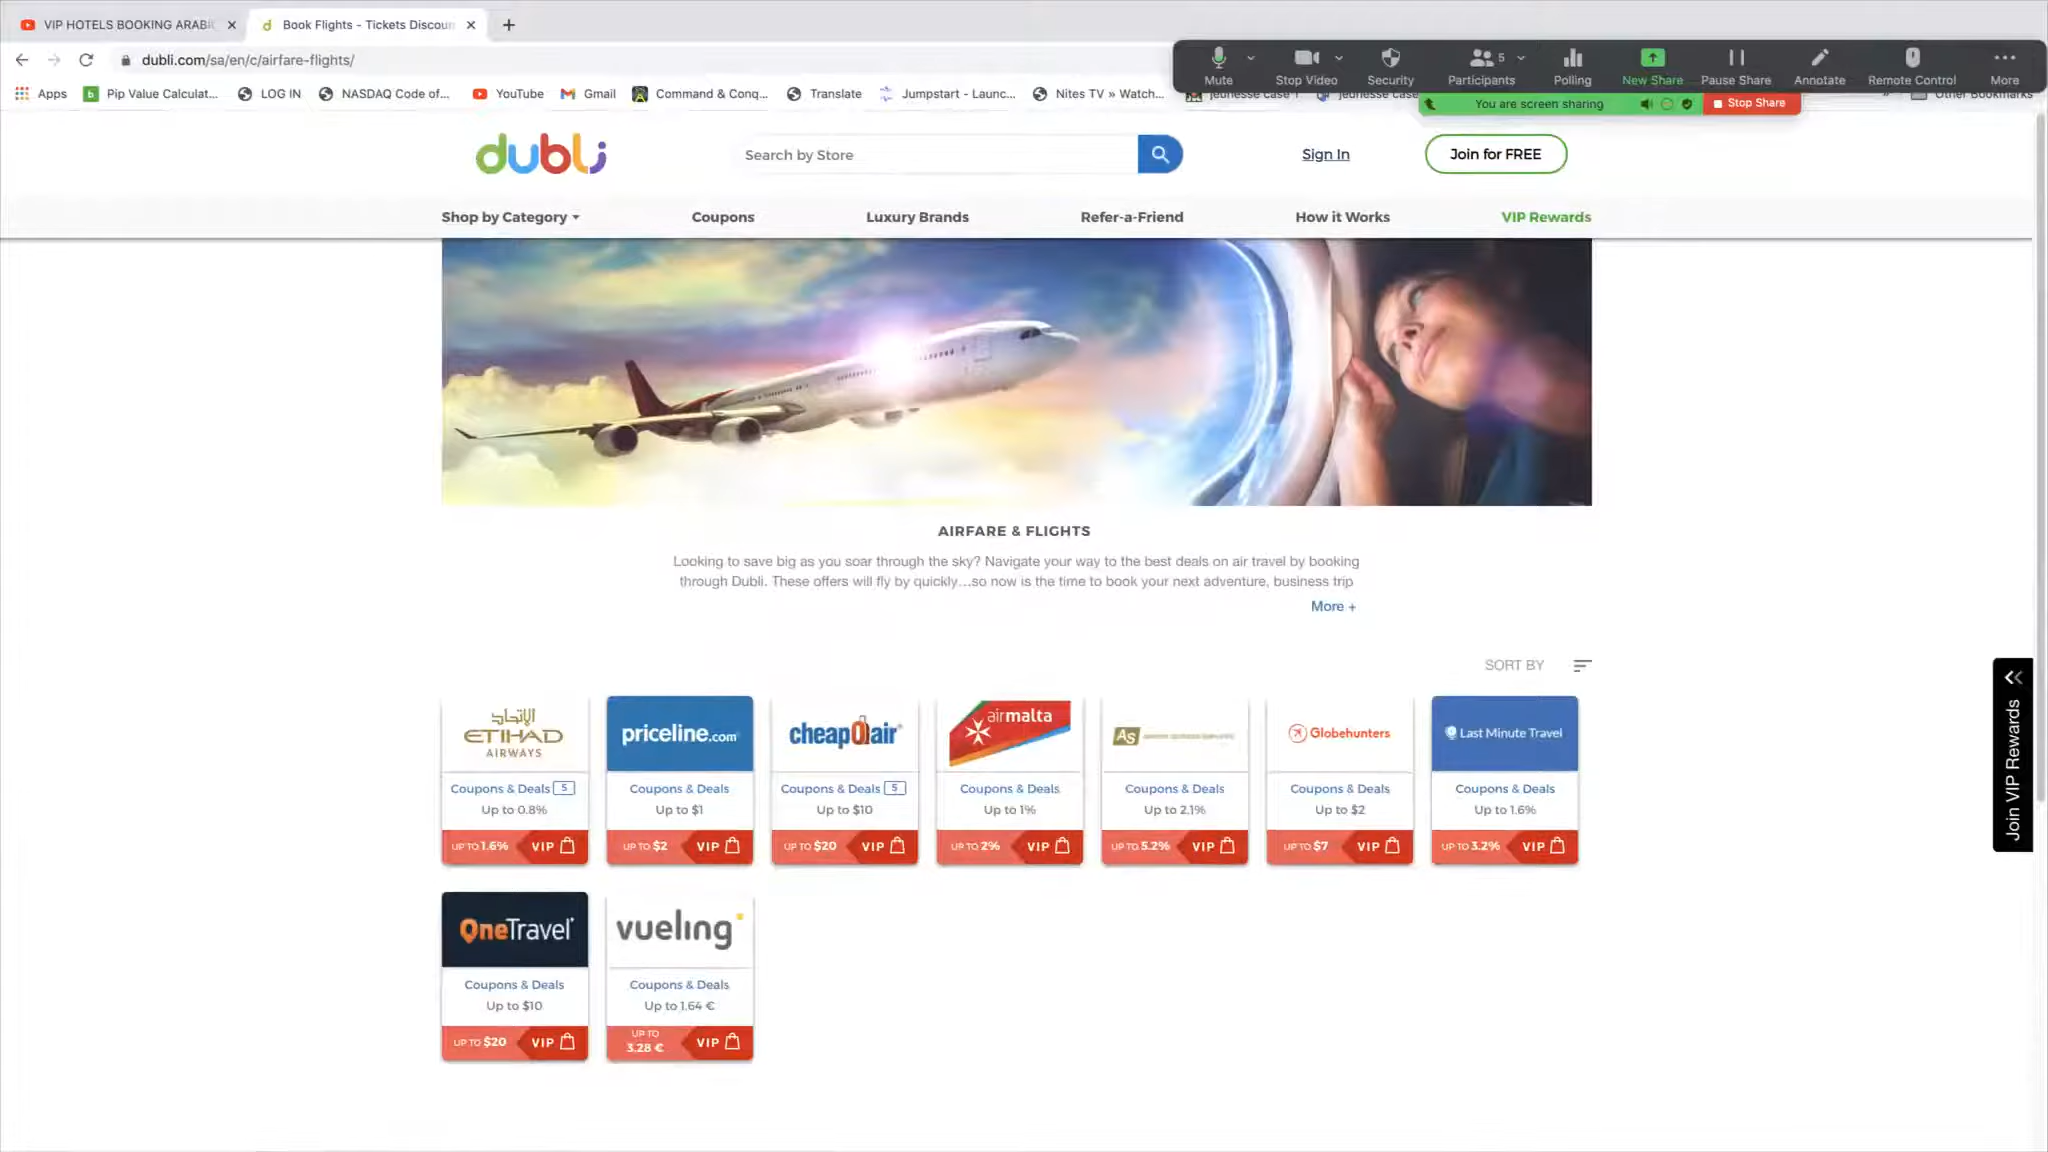 VIP HOTELS BOOKING ARAB
Book Flights - Tickets Discoun
dubli.com/sa/en/c/airfare-flights/
Mute
Stop Video
Security
5
Participants
Polling
New Share
Pause Share
Annotate
Remote Control
More
Apps
Pip Value Calculat...
LOG IN
NASDAQ Code of...
YouTube
Gmail
Command & Conq...
Translate
Jumpstart - Launc...
Nites TV » Watch...
jeunesse case 1
jeunesse case
Other Bookmarks
You are screen sharing
Stop Share
dubli
Search by Store
Sign In
Join for FREE
Shop by Category
Coupons
Luxury Brands
Refer-a-Friend
How it Works
VIP Rewards
AIRFARE & FLIGHTS
Looking to save big as you soar through the sky? Navigate your way to the best deals on air travel by booking
through Dubli. These offers will fly by quickly...so now is the time to book your next adventure, business trip
More +
SORT BY
Join VIP Rewards
الإتحاد
ETIHAD
AIRWAYS
Coupons & Deals 5
Up to 0.8%
UP TO 1.6% VIP
priceline.com
Coupons & Deals
Up to $1
UP TO $2 VIP
cheapOair
Coupons & Deals 5
Up to $10
UP TO $20 VIP
airmalta
Coupons & Deals
Up to 1%
UP TO 2% VIP
AS
Coupons & Deals
Up to 2.1%
UP TO 5.2% VIP
Globehunters
Coupons & Deals
Up to $2
UP TO $7 VIP
Last Minute Travel
Coupons & Deals
Up to 1.6%
UP TO 3.2% VIP
OneTravel
Coupons & Deals
Up to $10
UP TO $20 VIP
vueling
Coupons & Deals
Up to 1.64 €
UP TO
3.28 € VIP